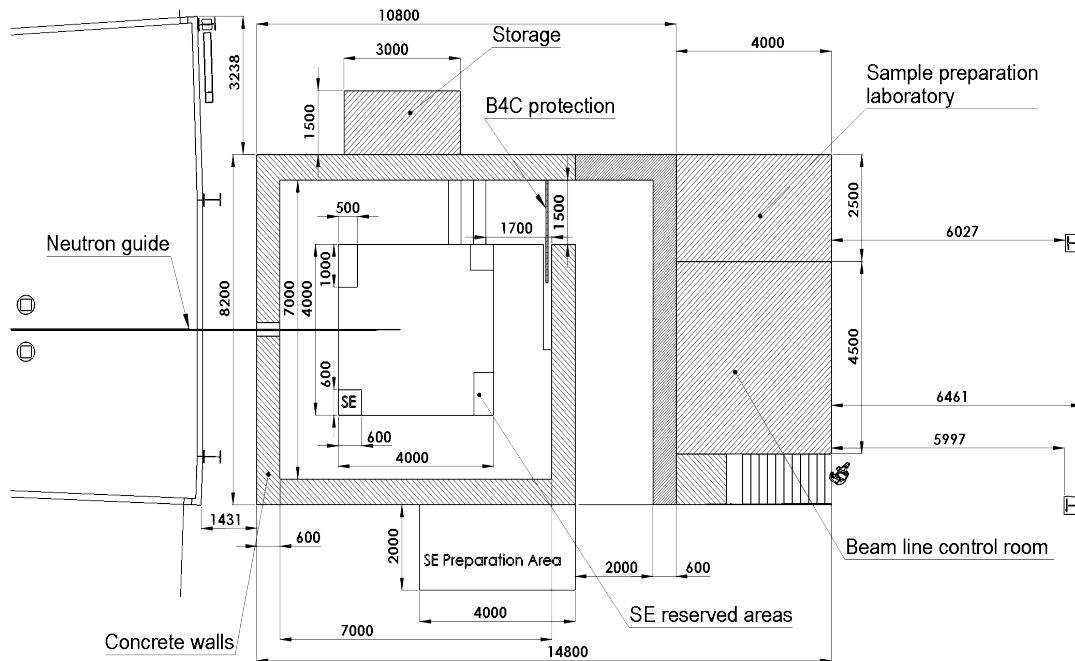 10800
Storage
3000
4000
3238
B4C protection
Sample preparation
laboratory
1500
500
1500
2500
1700
6027
Neutron guide
1000
8200
7000
4000
4500
600
SE
6461
600
5997
4000
1431
600
2000
SE Preparation Area
2000
600
Beam line control room
4000
SE reserved areas
7000
Concrete walls
14800